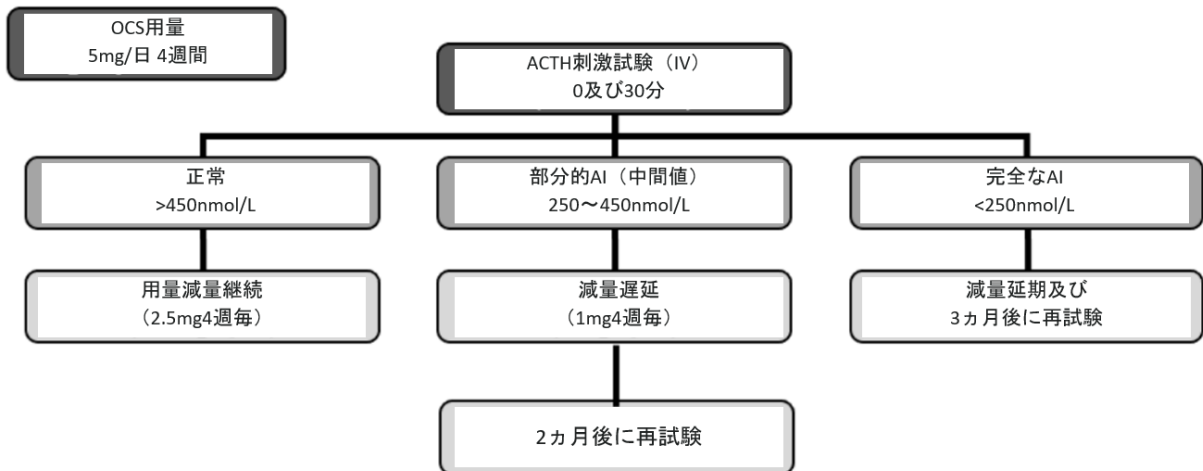 OCS用量
5mg/日 4週間
ACTH刺激試験（IV）
0及び30分
正常
>450nmol/L
部分的AI（中間値）
250～450nmol/L
完全なAI
<250nmol/L
用量減量継続
（2.5mg4週毎）
減量遅延
（1mg4週毎）
減量延期及び
3ヵ月後に再試験
2ヵ月後に再試験